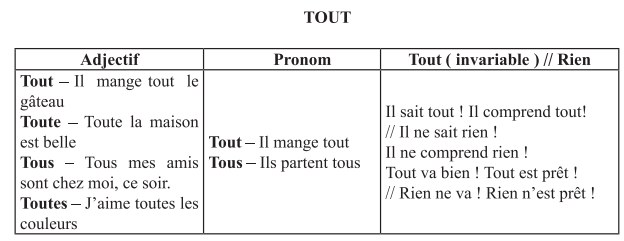 TOUT
Adjectif
Pronom
Tout ( invariable ) // Rien
Tout – Il mange tout le
gâteau
Toute – Toute la maison
est belle
Tous – Tous mes amis
sont chez moi, ce soir.
Toutes – J’aime toutes les
couleurs
Tout – Il mange tout
Tous – Ils partent tous
Il sait tout ! Il comprend tout!
// Il ne sait rien !
Il ne comprend rien !
Tout va bien ! Tout est prêt !
// Rien ne va ! Rien n’est prêt !